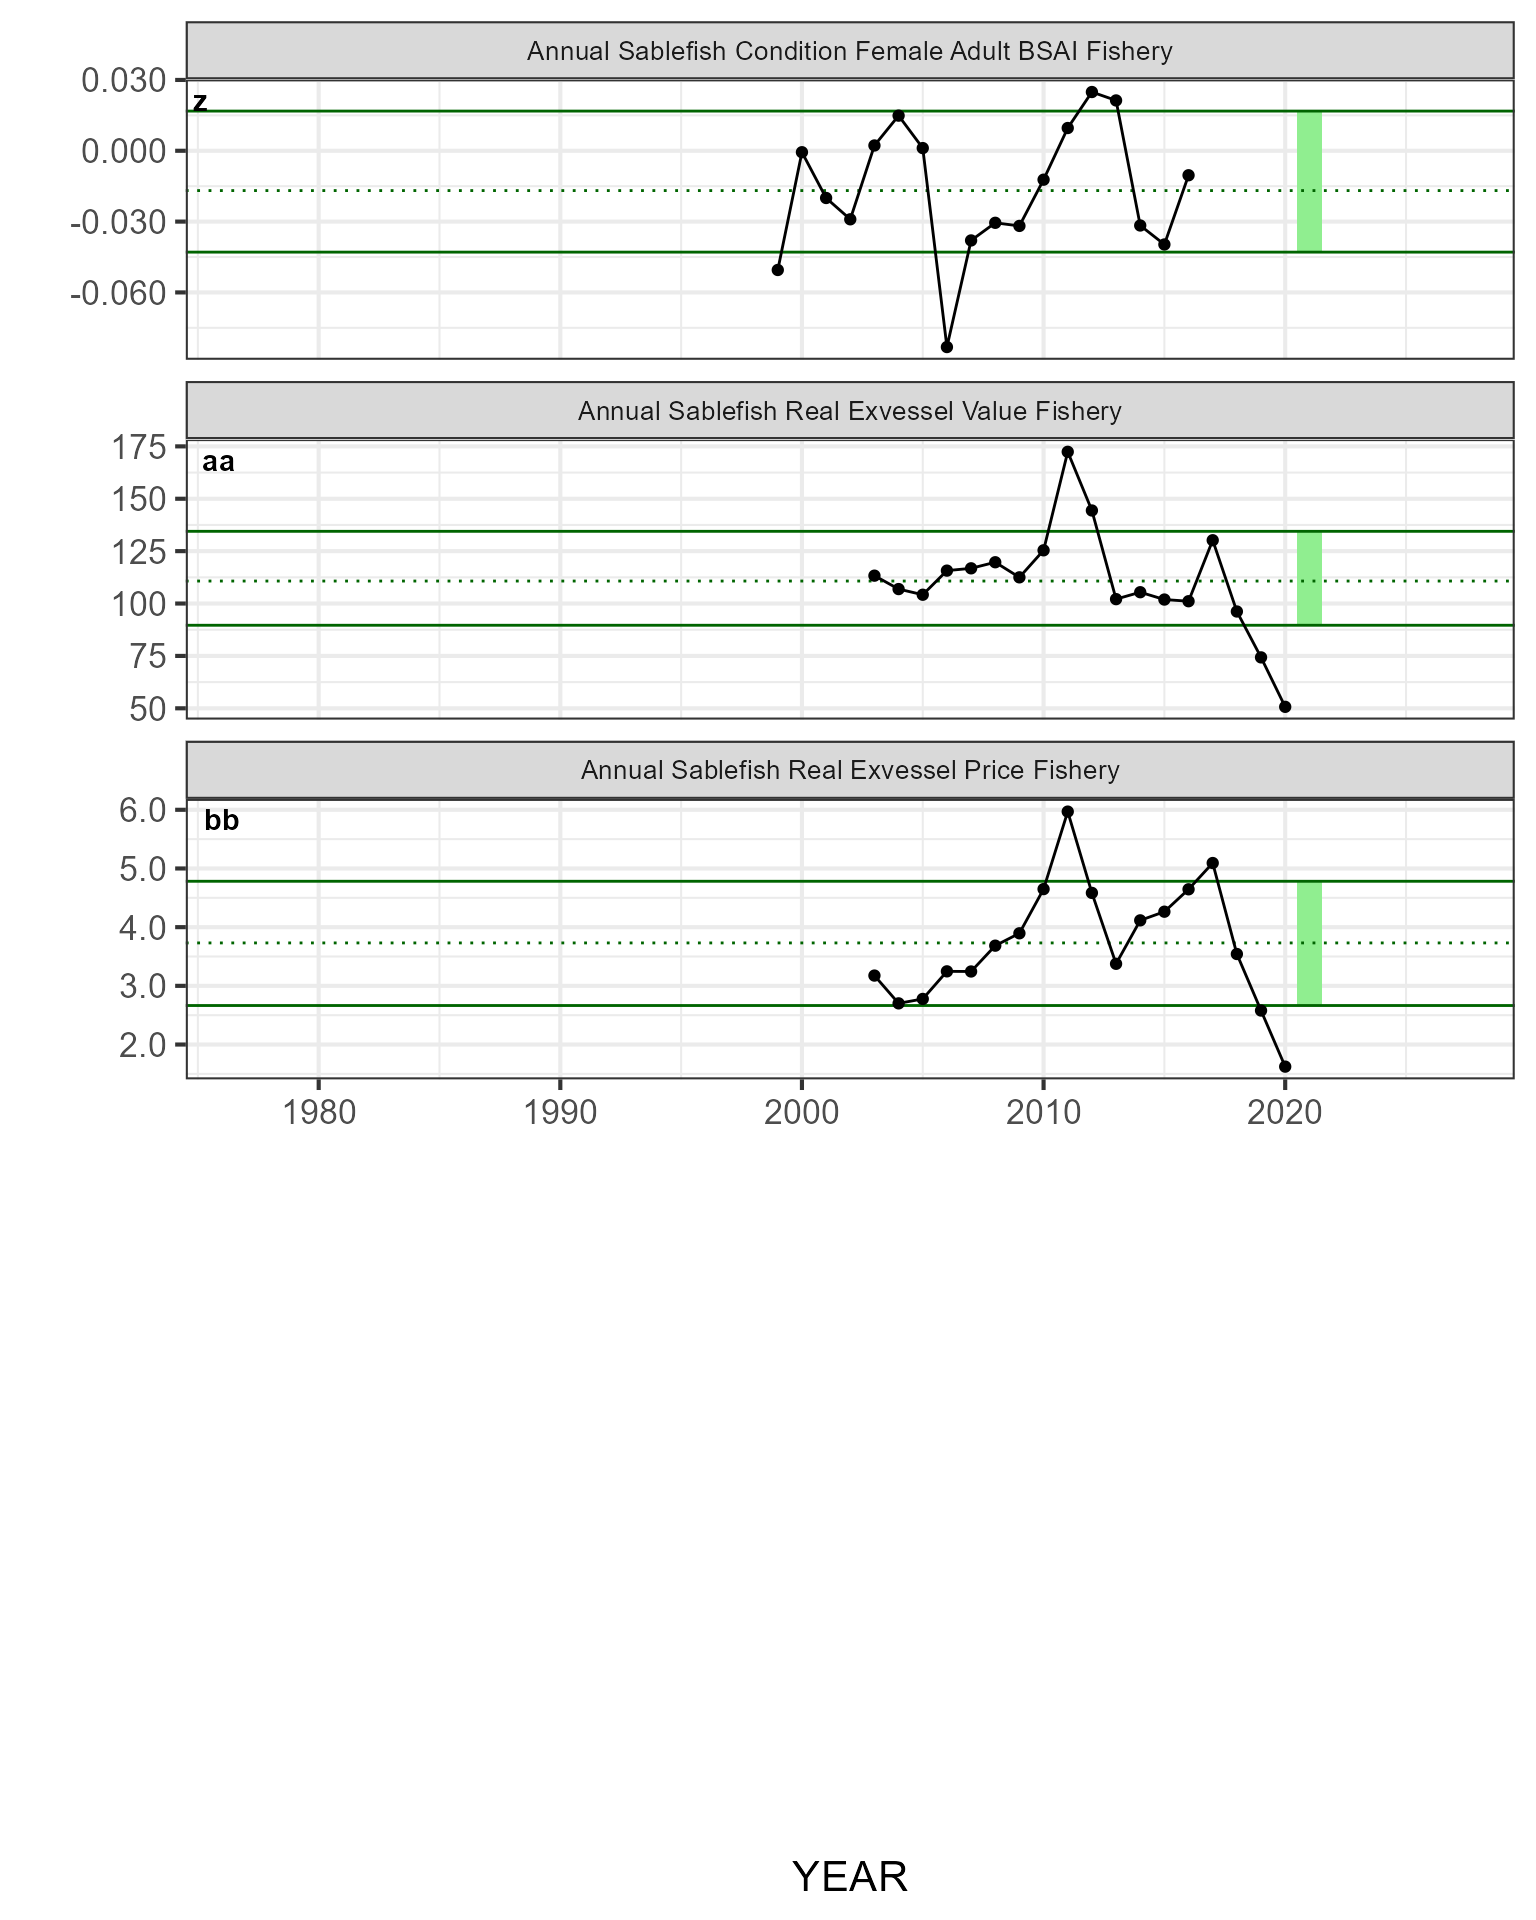 Annual Sablefish Condition Female Adult BSAI Fishery
z
0.030
0.000
-0.030
-0.060
Annual Sablefish Real Exvessel Value Fishery
aa
175
150
125
100
75
50
Annual Sablefish Real Exvessel Price Fishery
bb
6.0
5.0
4.0
3.0
2.0
1980 1990 2000 2010 2020
YEAR